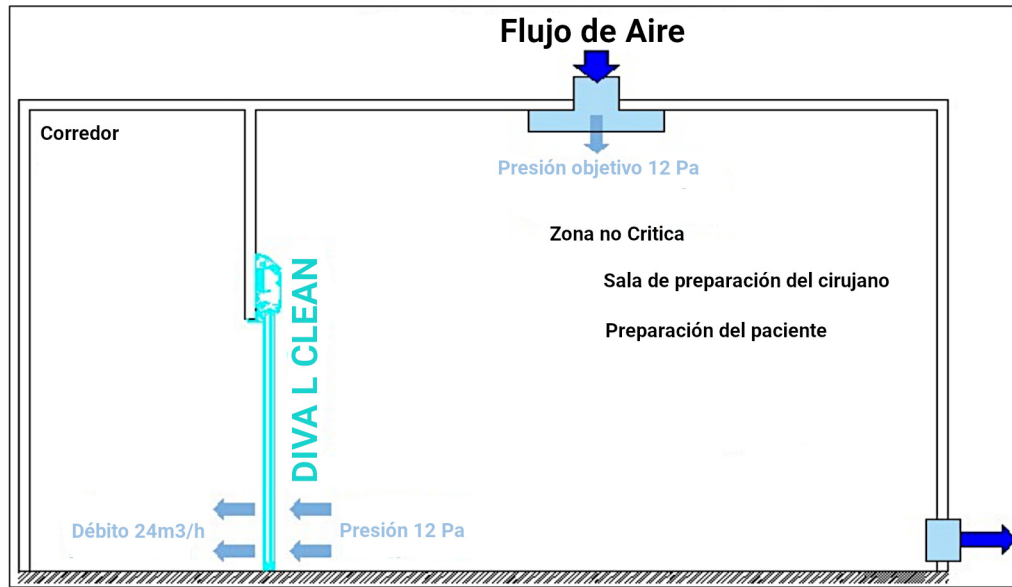 Flujo de Aire
Corredor
Presión objetivo 12 Pa
Zona no Critica
Sala de preparación del cirujano
Preparación del paciente
DIVA L CLEAN
Débito 24m3/h
Presión 12 Pa